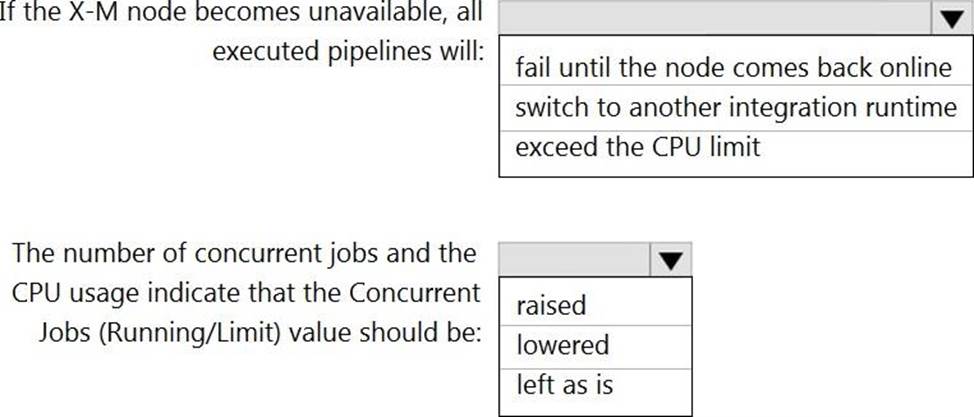 If the X-M node becomes unavailable, all
executed pipelines will:
fail until the node comes back online
switch to another integration runtime
exceed the CPU limit
The number of concurrent jobs and the
CPU usage indicate that the Concurrent
Jobs (Running/Limit) value should be:
raised
lowered
left as is